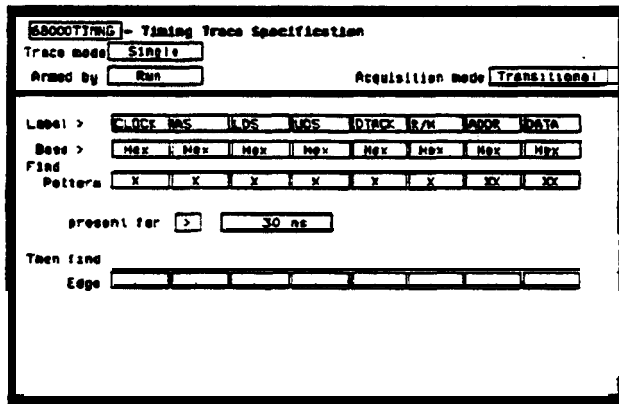 68000TIMNG - Timing Trace Specification
Trace mode Single
Armed by Run Acquisition mode Transitional
Label > CLOCK AS LDS UDS DTACK R/W ADDR DATA
Base > Hex Hex Hex Hex Hex Hex Hex Hex
Find
Pattern X X X X X X XX XX
present for > 30 ns
Then find
Edge . . . . . . . .